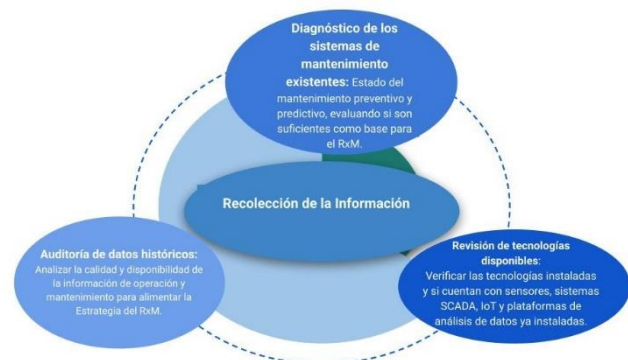 Diagnóstico de los
sistemas de
mantenimiento
existentes: Estado del
mantenimiento preventivo y
predictivo, evaluando si son
suficientes como base para
el RxM.
Recolección de la Información
Auditoría de datos históricos:
Analizar la calidad y disponibilidad de
la información de operación y
mantenimiento para alimentar la
Estrategia del RxM.
Revisión de tecnologías
disponibles:
Verificar las tecnologías instaladas
y si cuentan con sensores, sistemas
SCADA, IoT y plataformas de
análisis de datos ya instaladas.